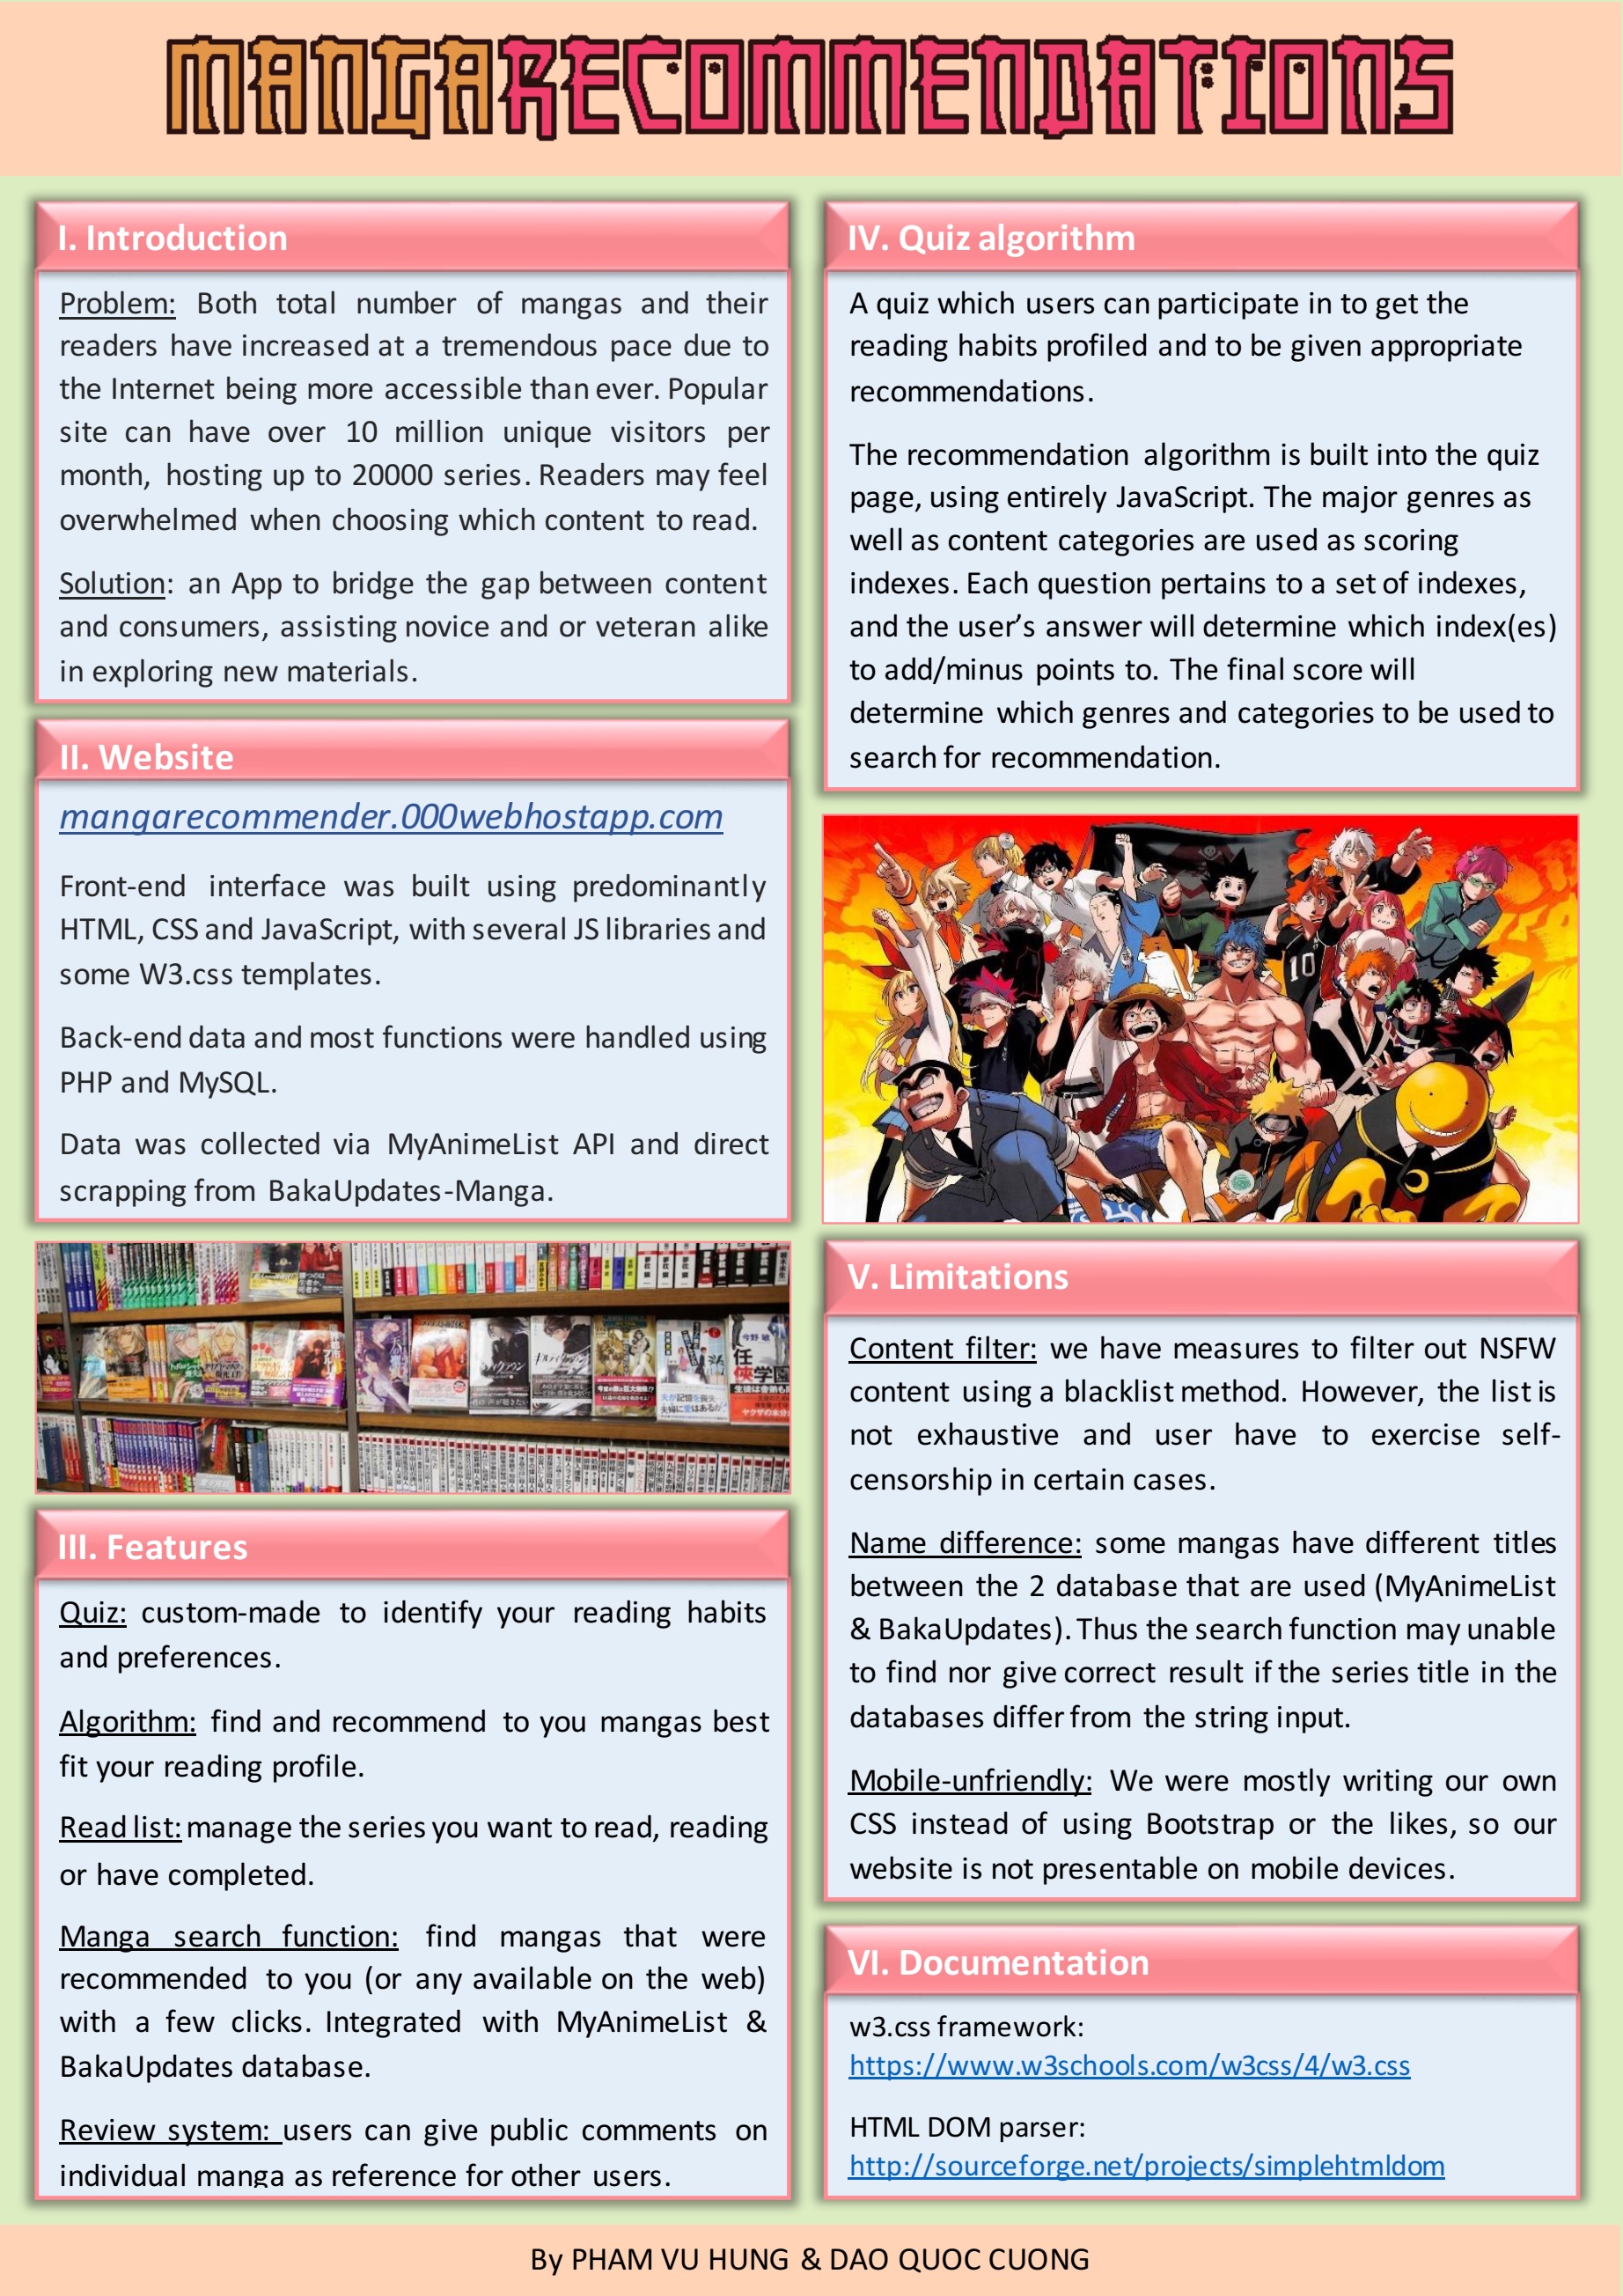 MANGARECOMMENDATIONS
I. Introduction
Problem: Both total number of mangas and their
readers have increased at a tremendous pace due to
the Internet being more accessible than ever. Popular
site can have over 10 million unique visitors per
month, hosting up to 20000 series. Readers may feel
overwhelmed when choosing which content to read.
Solution: an App to bridge the gap between content
and consumers, assisting novice and or veteran alike
in exploring new materials.
II. Website
mangarecommender.000webhostapp.com
Front-end interface was built using predominantly
HTML, CSS and JavaScript, with several JS libraries and
some W3.css templates.
Back-end data and most functions were handled using
PHP and MySQL.
Data was collected via MyAnimeList API and direct
scrapping from BakaUpdates-Manga.
III. Features
Quiz: custom-made to identify your reading habits
and preferences.
Algorithm: find and recommend to you mangas best
fit your reading profile.
Read list: manage the series you want to read, reading
or have completed.
Manga search function: find mangas that were
recommended to you (or any available on the web)
with a few clicks. Integrated with MyAnimeList &
BakaUpdates database.
Review system: users can give public comments on
individual manga as reference for other users.
IV. Quiz algorithm
A quiz which users can participate in to get the
reading habits profiled and to be given appropriate
recommendations.
The recommendation algorithm is built into the quiz
page, using entirely JavaScript. The major genres as
well as content categories are used as scoring
indexes. Each question pertains to a set of indexes,
and the user's answer will determine which index(es)
to add/minus points to. The final score will
determine which genres and categories to be used to
search for recommendation.
10
V. Limitations
Content filter: we have measures to filter out NSFW
content using a blacklist method. However, the list is
not exhaustive and user have to exercise self-
censorship in certain cases.
Name difference: some mangas have different titles
between the 2 database that are used (MyAnimeList
& BakaUpdates). Thus the search function may unable
to find nor give correct result if the series title in the
databases differ from the string input.
Mobile-unfriendly: We were mostly writing our own
CSS instead of using Bootstrap or the likes, so our
website is not presentable on mobile devices.
VI. Documentation
w3.css framework:
https://www.w3schools.com/w3css/4/w3.css
HTML DOM parser:
http://sourceforge.net/projects/simplehtmldom
By PHAM VU HUNG & DAO QUOC CUONG